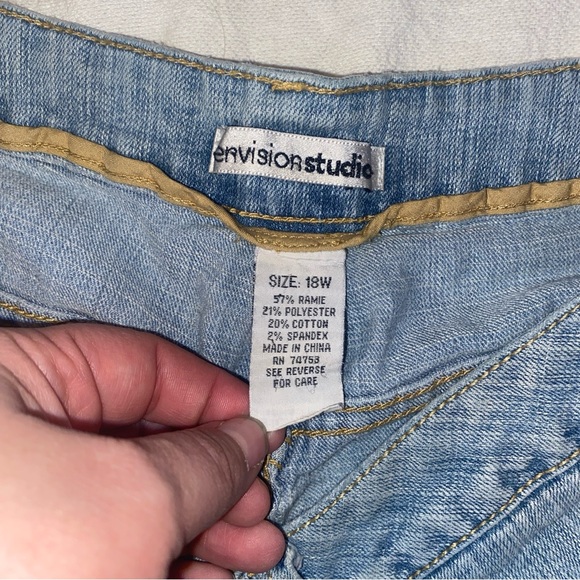 envisionstudio
SIZE: 18W
57% RAMIE
21% POLYESTER
20% COTTON
2% SPANDEX
MADE IN CHINA
RN 74753
SEE REVERSE
FOR CARE